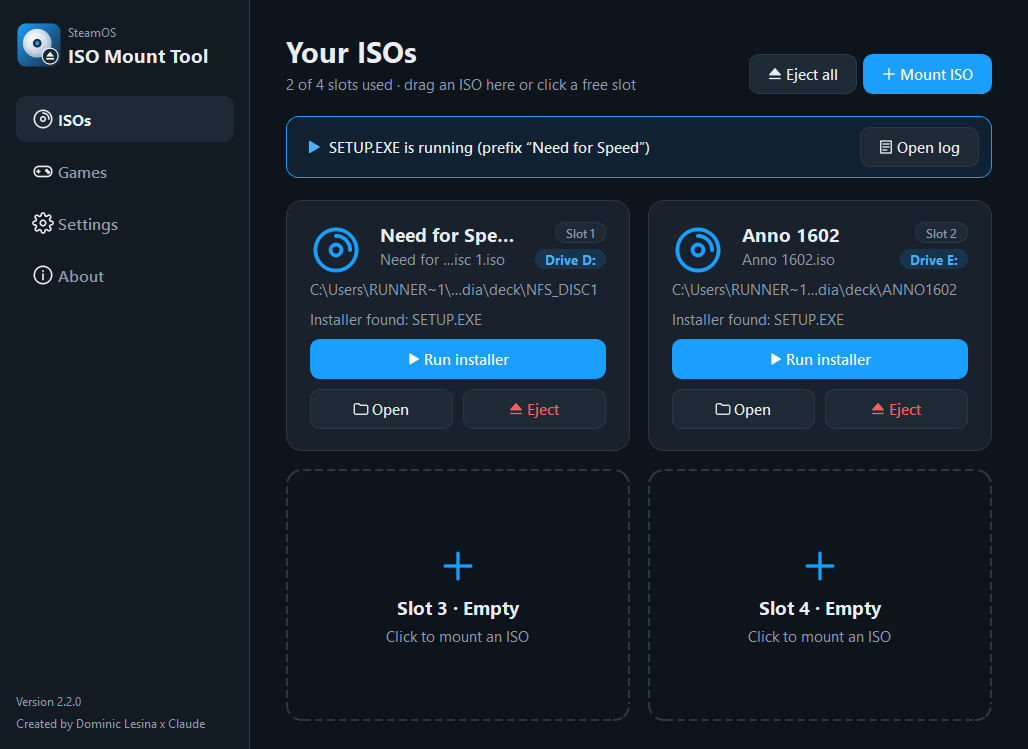 SteamOS
ISO Mount Tool
ISOs
Games
Settings
About
Version 2.2.0
Created by Dominic Lesina x Claude
Your ISOs
2 of 4 slots used · drag an ISO here or click a free slot
Eject all
Mount ISO
SETUP.EXE is running (prefix “Need for Speed”)
Open log
Need for Spe...
Slot 1
Need for ...isc 1.iso
Drive D:
C:\Users\RUNNER~1\...dia\deck\NFS_DISC1
Installer found: SETUP.EXE
Run installer
Open
Eject
Anno 1602
Slot 2
Anno 1602.iso
Drive E:
C:\Users\RUNNER~1...dia\deck\ANNO1602
Installer found: SETUP.EXE
Run installer
Open
Eject
Slot 3 · Empty
Click to mount an ISO
Slot 4 · Empty
Click to mount an ISO